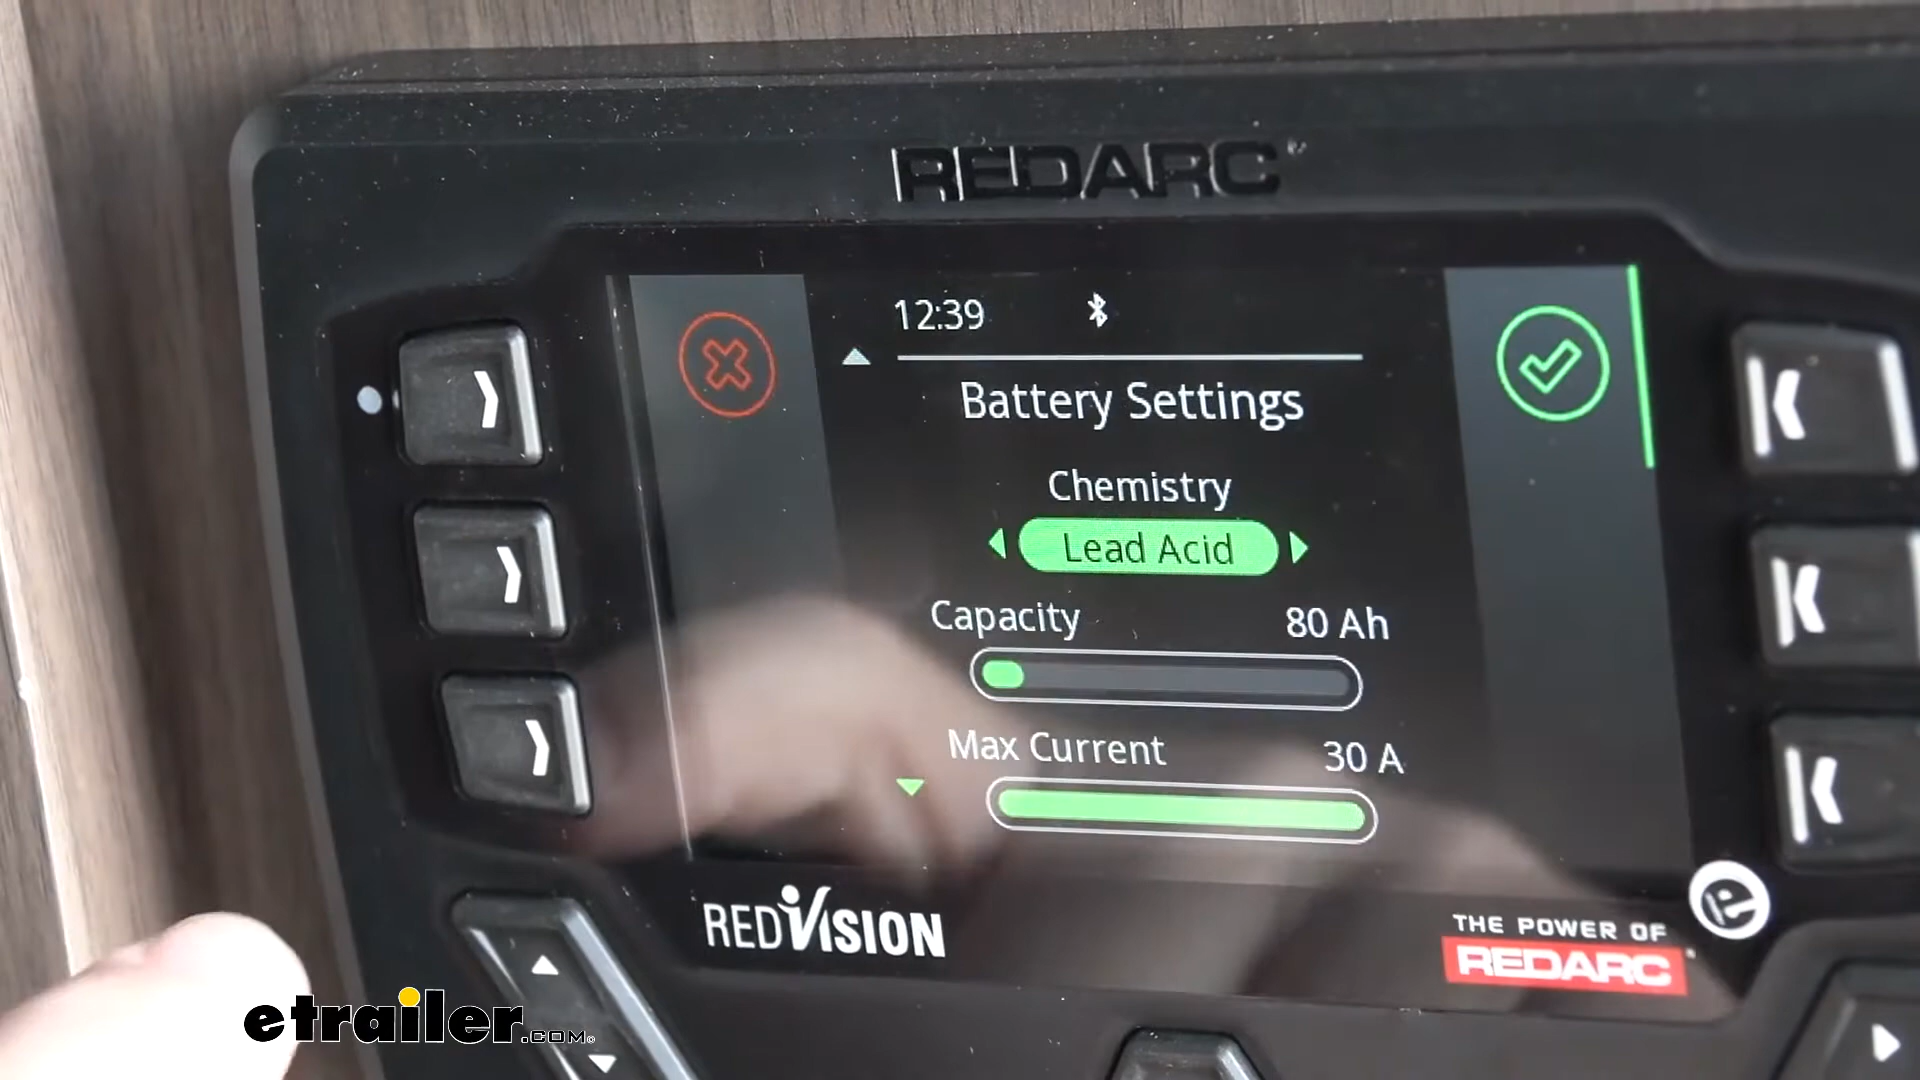 REDARC
12:39
Battery Settings
Chemistry
Lead Acid
Capacity 80 Ah
Max Current 30 A
REDVISION
THE POWER OF
REDARC
etrailer.com